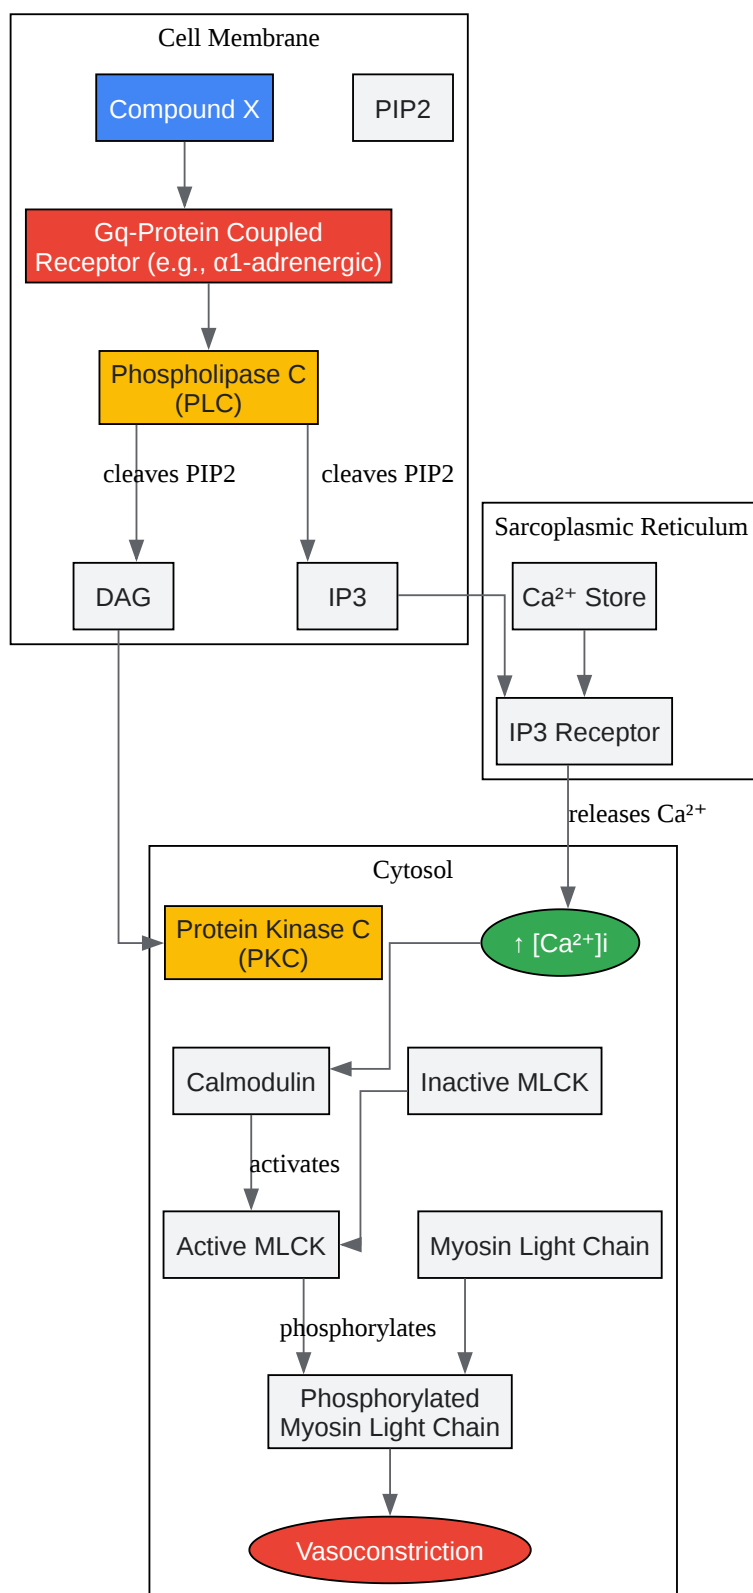 Cell Membrane
Compound X
PIP2
Gq-Protein Coupled
Receptor (e.g., α1-adrenergic)
Phospholipase C
(PLC)
cleaves PIP2
cleaves PIP2
Sarcoplasmic Reticulum
DAG
IP3
Ca²⁺ Store
IP3 Receptor
releases Ca²⁺
Cytosol
Protein Kinase C
(PKC)
↑ [Ca²⁺]i
Calmodulin
Inactive MLCK
activates
Active MLCK
Myosin Light Chain
phosphorylates
Phosphorylated
Myosin Light Chain
Vasoconstriction